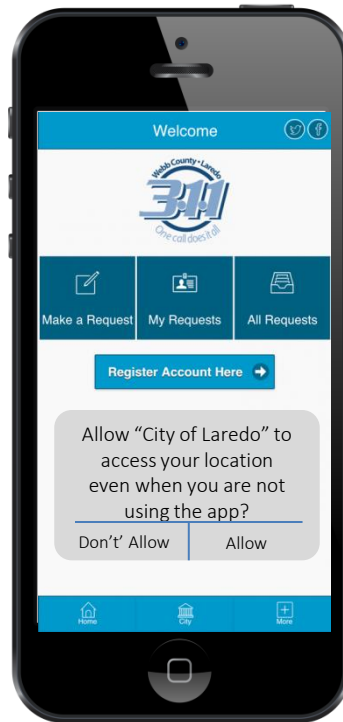 Welcome
Webb County • Laredo
311
One call does it all
Make a Request My Requests All Requests
Register Account Here
Allow “City of Laredo” to
access your location
even when you are not
using the app?
Don’t’ Allow Allow
Home City More